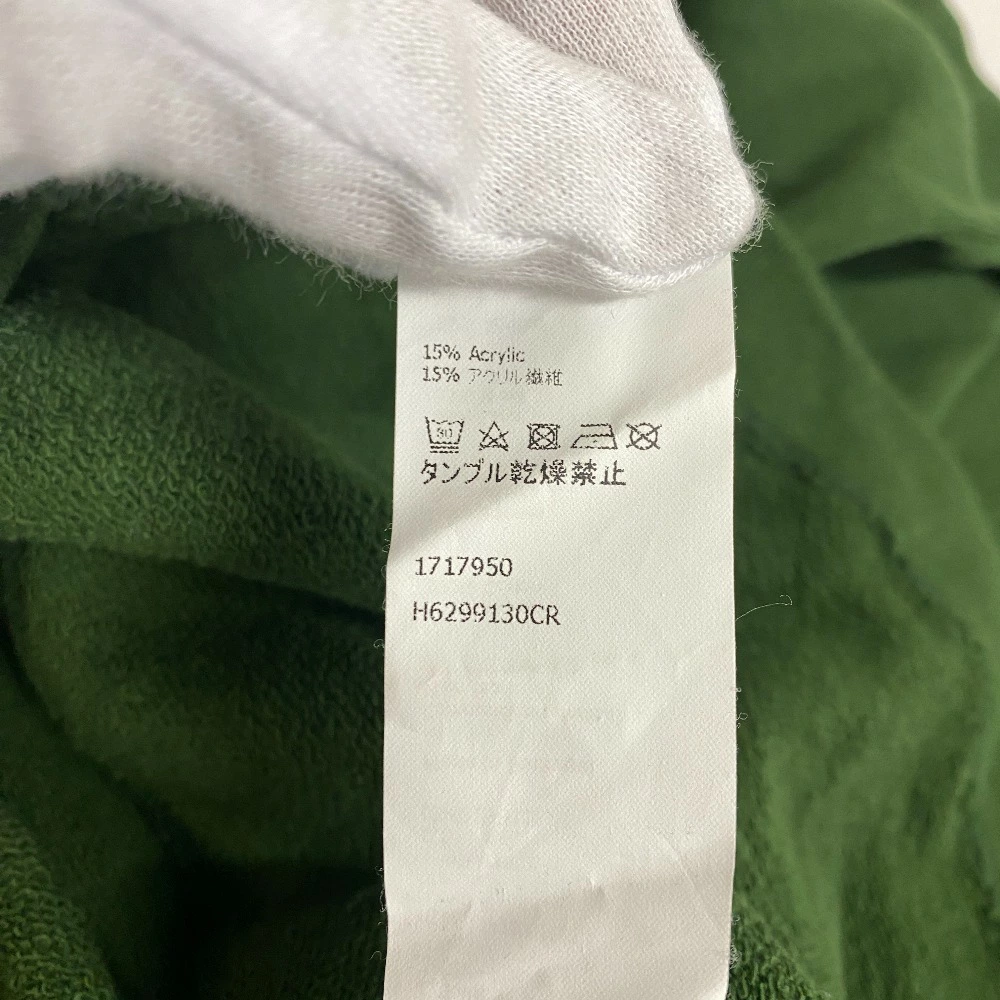 15% Acrylic
15% アクリル繊維
30
タンブル乾燥禁止
1717950
H6299130CR